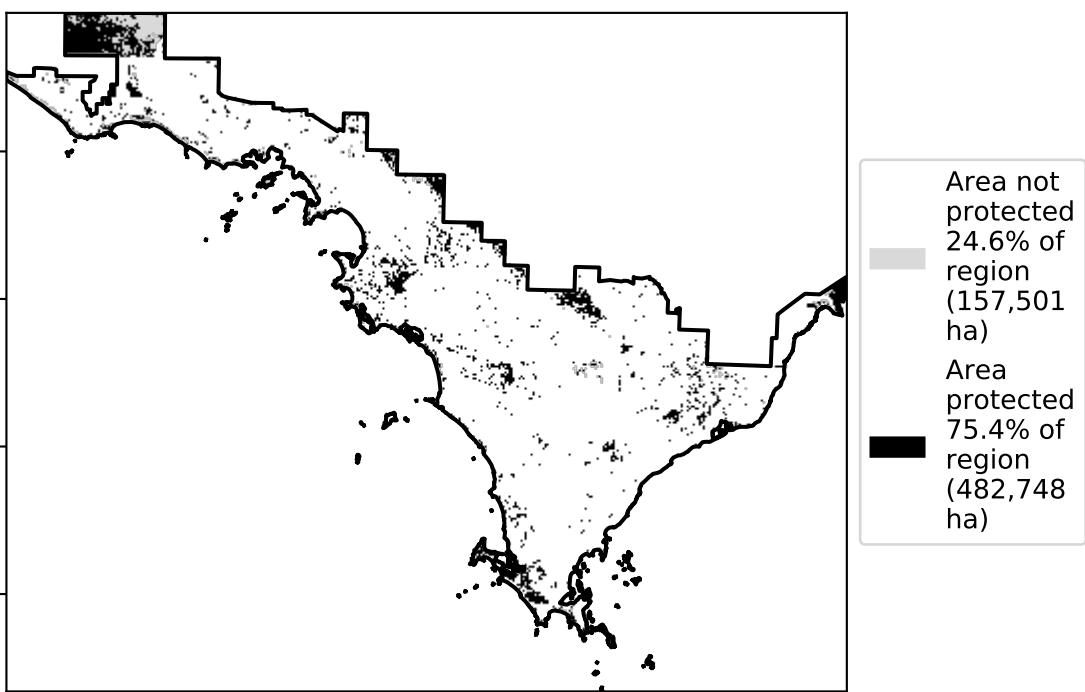 Area not
protected
24.6% of
region
(157,501
ha)
Area
protected
75.4% of
region
(482,748
ha)